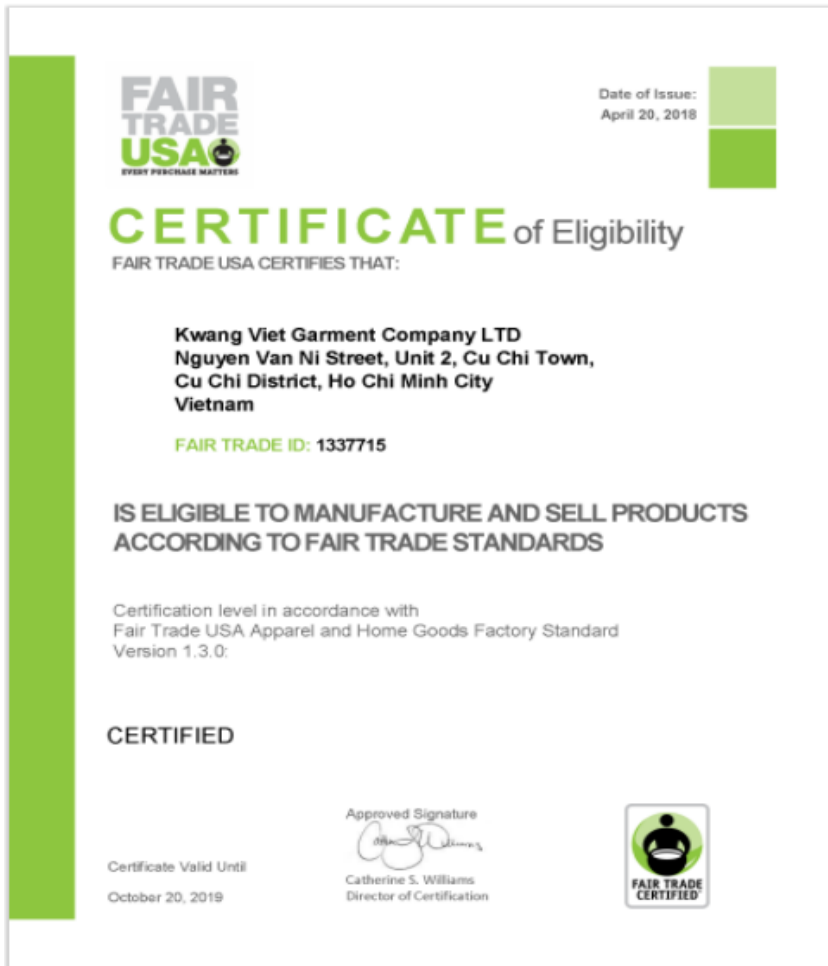 FAIR
TRADE
USA
EVERY PURCHASE MATTERS
Date of Issue:
April 20, 2018
CERTIFICATE of Eligibility
FAIR TRADE USA CERTIFIES THAT:
Kwang Viet Garment Company LTD
Nguyen Van Ni Street, Unit 2, Cu Chi Town,
Cu Chi District, Ho Chi Minh City
Vietnam
FAIR TRADE ID: 1337715
IS ELIGIBLE TO MANUFACTURE AND SELL PRODUCTS
ACCORDING TO FAIR TRADE STANDARDS
Certification level in accordance with
Fair Trade USA Apparel and Home Goods Factory Standard
Version 1.3.0:
CERTIFIED
Approved Signature
Catherine S. Williams
Director of Certification
Certificate Valid Until
October 20, 2019
FAIR TRADE
CERTIFIED